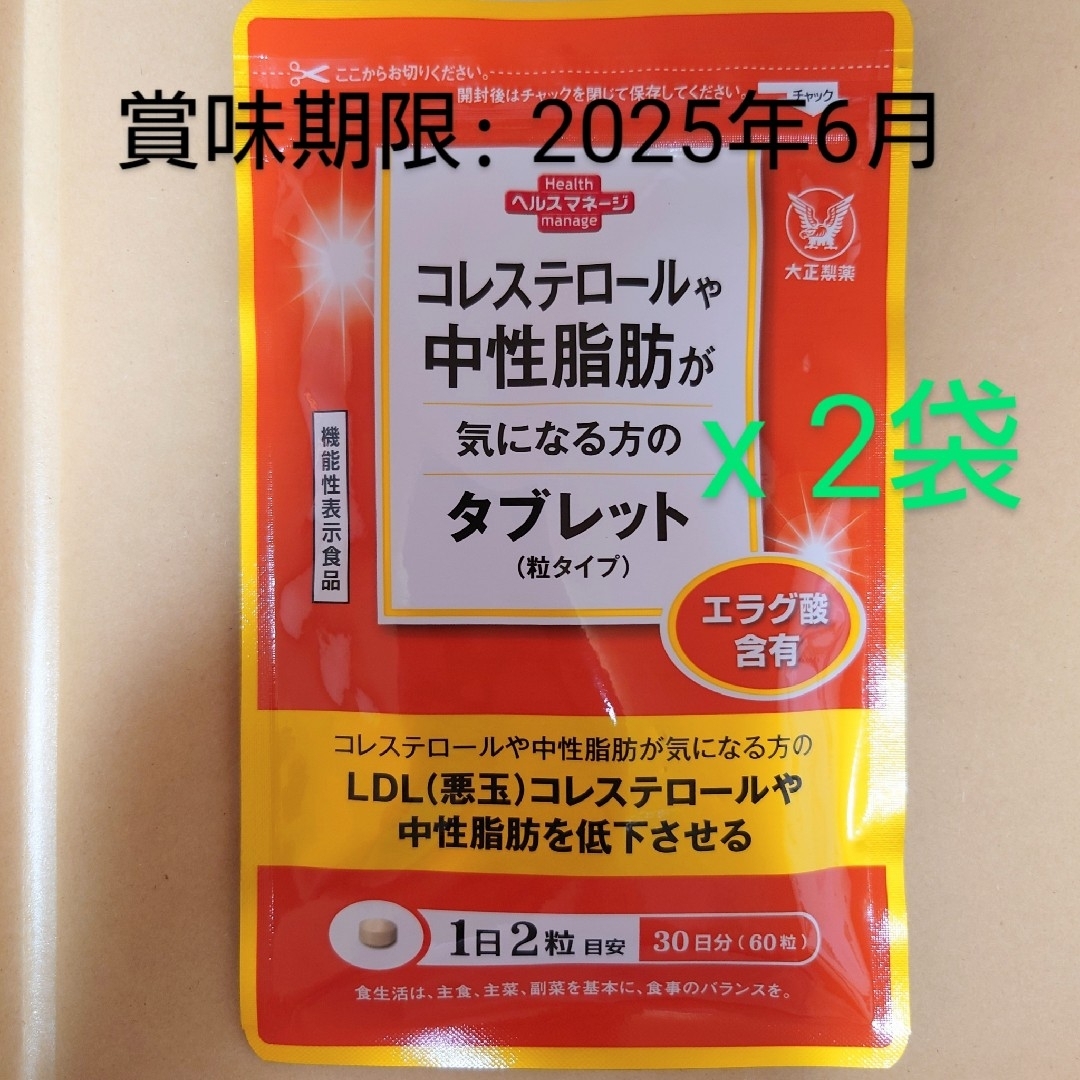 ここからお切りください。
開封後はチャックを閉じて保存してください。
チャック
賞味期限：2025年6月
Health
ヘルスマネージ
manage
大正製薬
コレステロールや
中性脂肪が
気になる方の
タブレット
(粒タイプ)
x 2袋
機能性表示食品
エラグ酸
含有
コレステロールや中性脂肪が気になる方の
LDL(悪玉)コレステロールや
中性脂肪を低下させる
1日2粒 目安
30日分(60粒)
食生活は、主食、主菜、副菜を基本に、食事のバランスを。